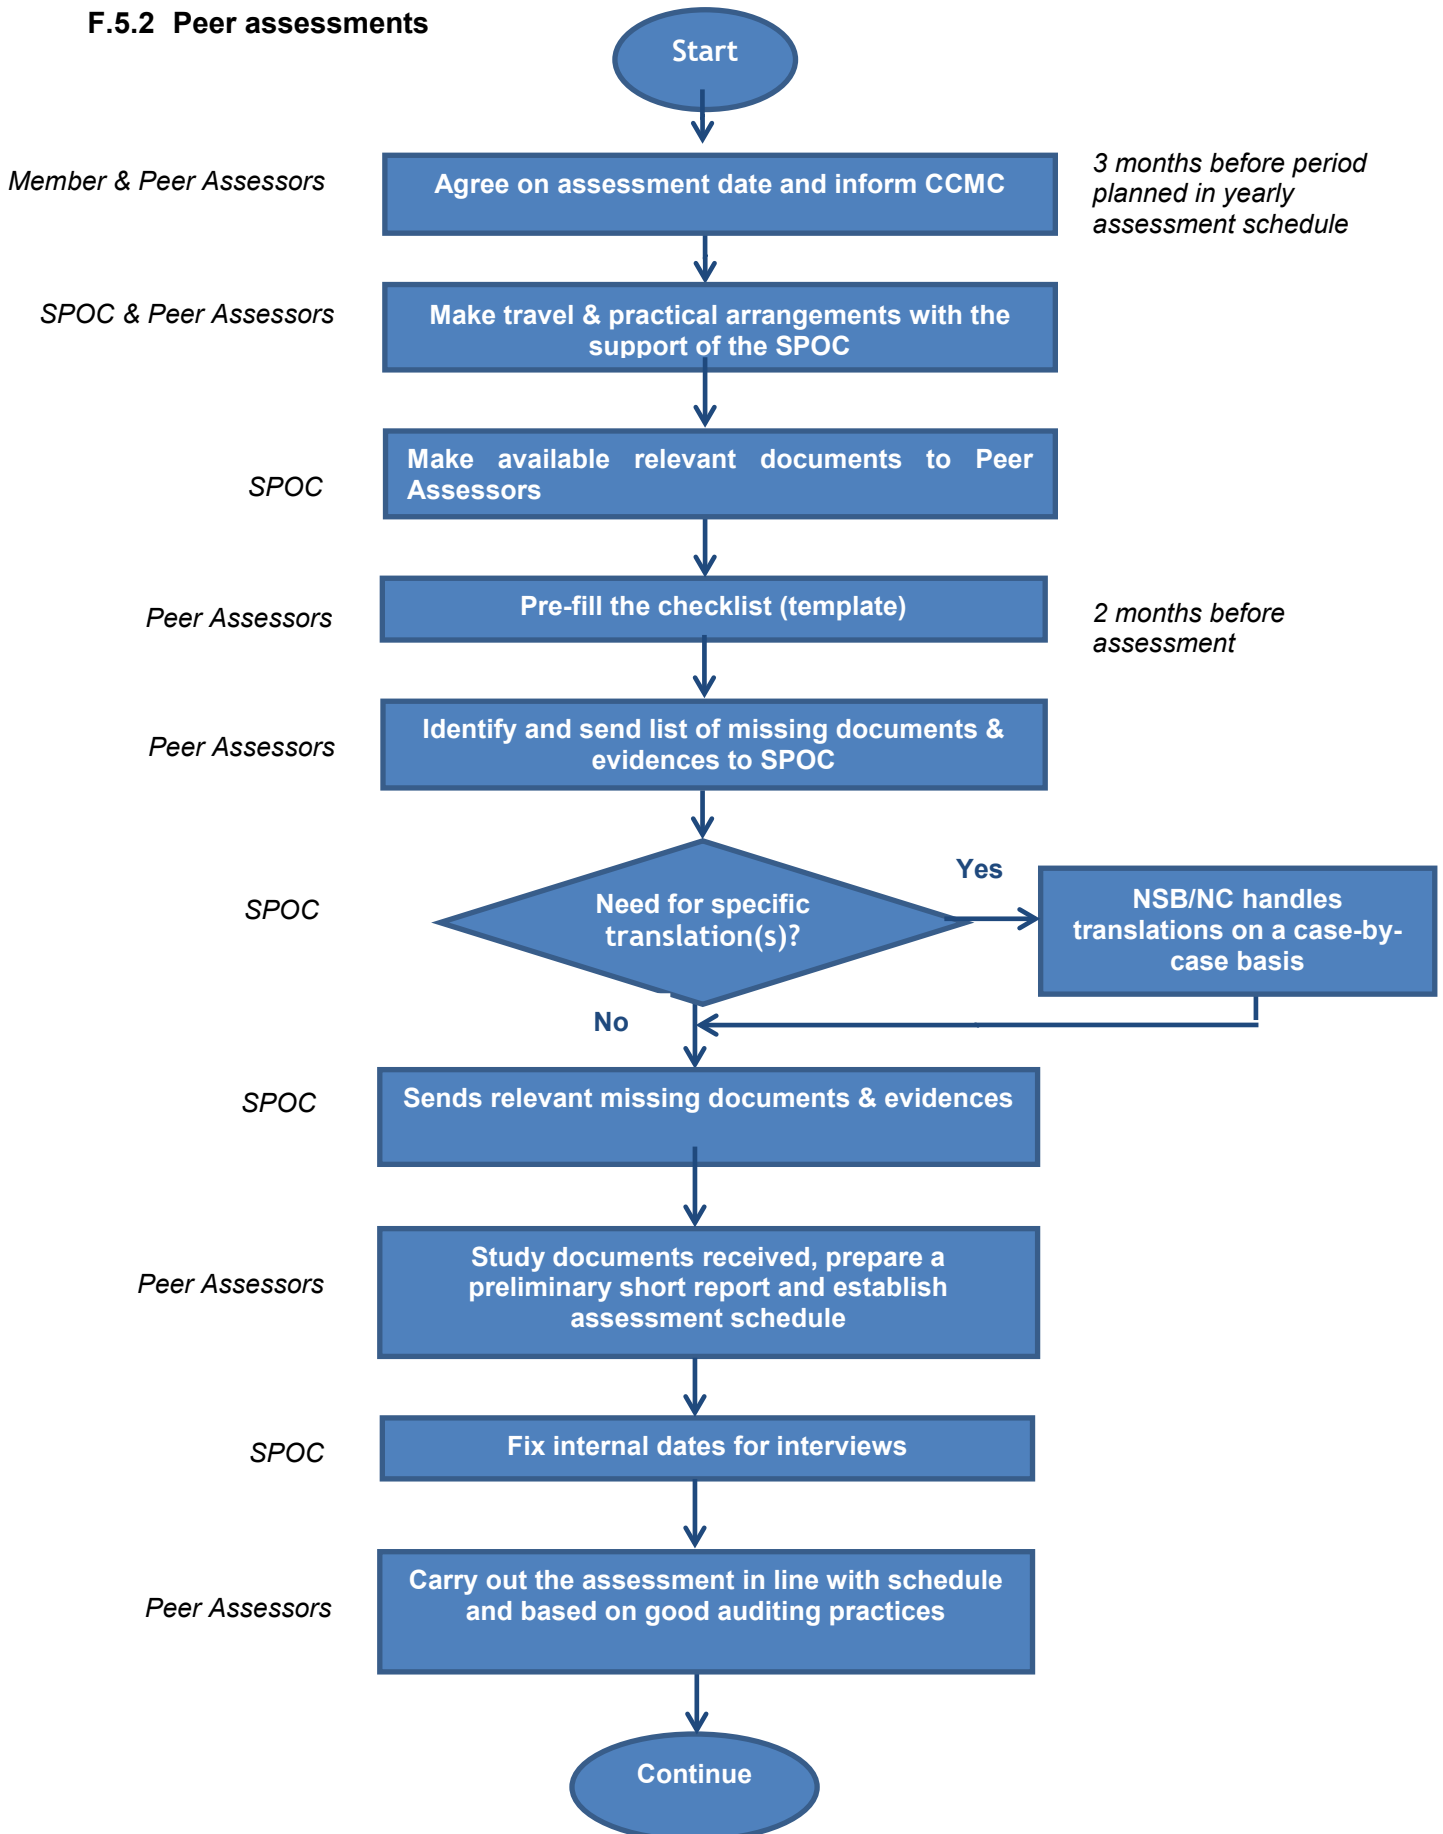 F.5.2 Peer assessments
Start
Member & Peer Assessors
Agree on assessment date and inform CCMC
3 months before period
planned in yearly
assessment schedule
SPOC & Peer Assessors
Make travel & practical arrangements with the
support of the SPOC
SPOC
Make available relevant documents to Peer
Assessors
Peer Assessors
Pre-fill the checklist (template)
2 months before
assessment
Peer Assessors
Identify and send list of missing documents &
evidences to SPOC
SPOC
Need for specific
translation(s)?
Yes
NSB/NC handles
translations on a case-by-
case basis
No
SPOC
Sends relevant missing documents & evidences
Peer Assessors
Study documents received, prepare a
preliminary short report and establish
assessment schedule
SPOC
Fix internal dates for interviews
Peer Assessors
Carry out the assessment in line with schedule
and based on good auditing practices
Continue